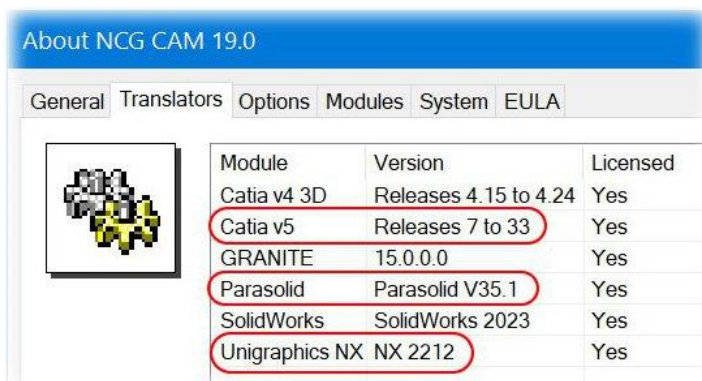 About NCG CAM 19.0
General Translators Options Modules System EULA
Module Version Licensed
Catia v4 3D Releases 4.15 to 4.24 Yes
Catia v5 Releases 7 to 33 Yes
GRANITE 15.0.0.0 Yes
Parasolid Parasolid V35.1 Yes
SolidWorks SolidWorks 2023 Yes
Unigraphics NX NX 2212 Yes